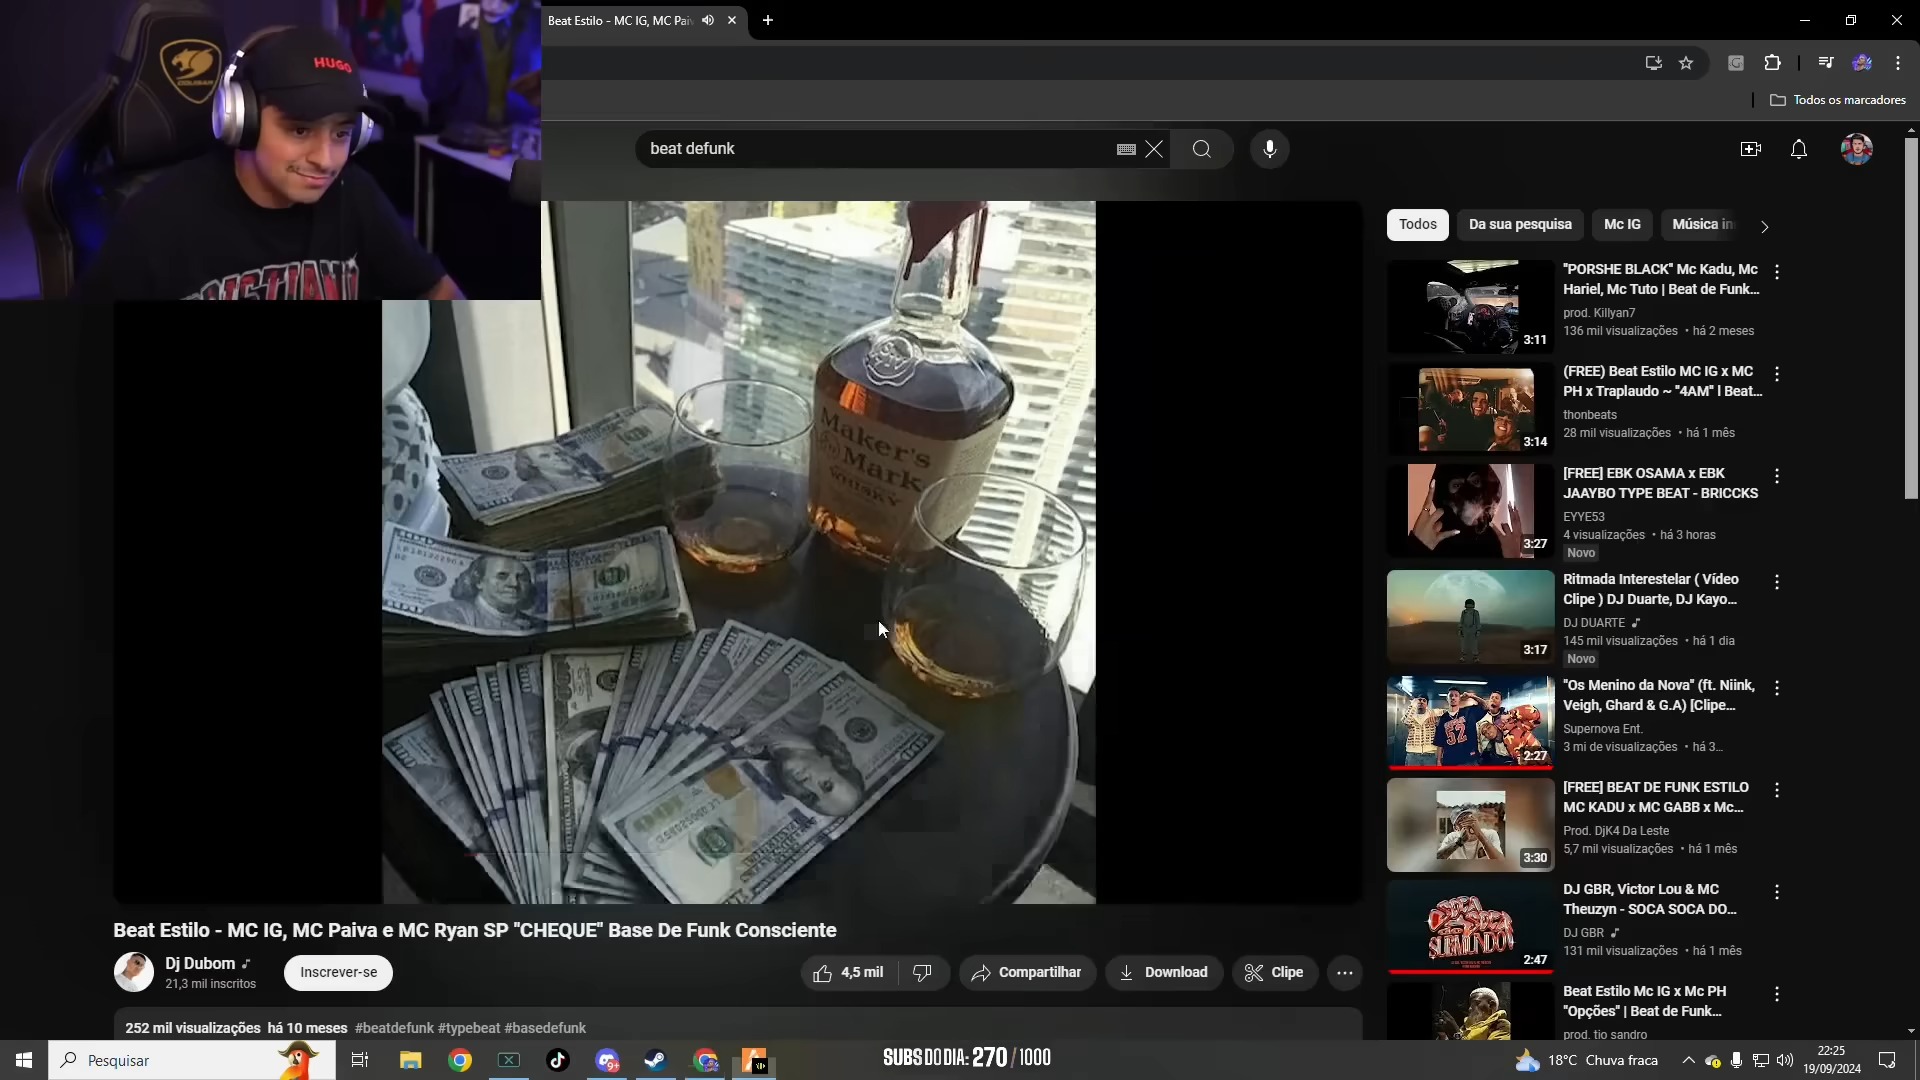 COUGAR
HUGO
Beat Estilo - MC IG, MC Pai
Todos os marcadores
beat defunk
Maker's
Mark
WHISKY
Todos
Da sua pesquisa
Mc IG
Música in
"PORSHE BLACK" Mc Kadu, Mc
Hariel, Mc Tuto | Beat de Funk...
prod. Killyan7
136 mil visualizações • há 2 meses
3:11
(FREE) Beat Estilo MC IG x MC
PH x Traplaudo ~ "4AM" l Beat...
thonbeats
28 mil visualizações • há 1 mês
3:14
[FREE] EBK OSAMA x EBK
JAAYBO TYPE BEAT - BRICCKS
EYYE53
4 visualizações • há 3 horas
Novo
3:27
Ritmada Interestelar ( Vídeo
Clipe ) DJ Duarte, DJ Kayo...
DJ DUARTE
145 mil visualizações • há 1 dia
Novo
3:17
"Os Menino da Nova" (ft. Niink,
Veigh, Ghard & G.A) [Clipe...
Supernova Ent.
3 mi de visualizações • há 3...
52
2:27
[FREE] BEAT DE FUNK ESTILO
MC KADU x MC GABB x Mc...
Prod. DjK4 Da Leste
5,7 mil visualizações • há 1 mês
3:30
DJ GBR, Victor Lou & MC
Theuzyn - SOCA SOCA DO...
DJ GBR
131 mil visualizações • há 1 mês
SOCA
SOCA
SUBMUNDO
2:47
Beat Estilo Mc IG x Mc PH
"Opções" | Beat de Funk...
prod. tio sandro
Beat Estilo - MC IG, MC Paiva e MC Ryan SP "CHEQUE" Base De Funk Consciente
Dj Dubom
21,3 mil inscritos
Inscrever-se
4,5 mil
Compartilhar
Download
Clipe
252 mil visualizações há 10 meses #beatdefunk #typebeat #basedefunk
Pesquisar
9+
SUBS DO DIA: 270 / 1000
18°C Chuva fraca
22:25
19/09/2024